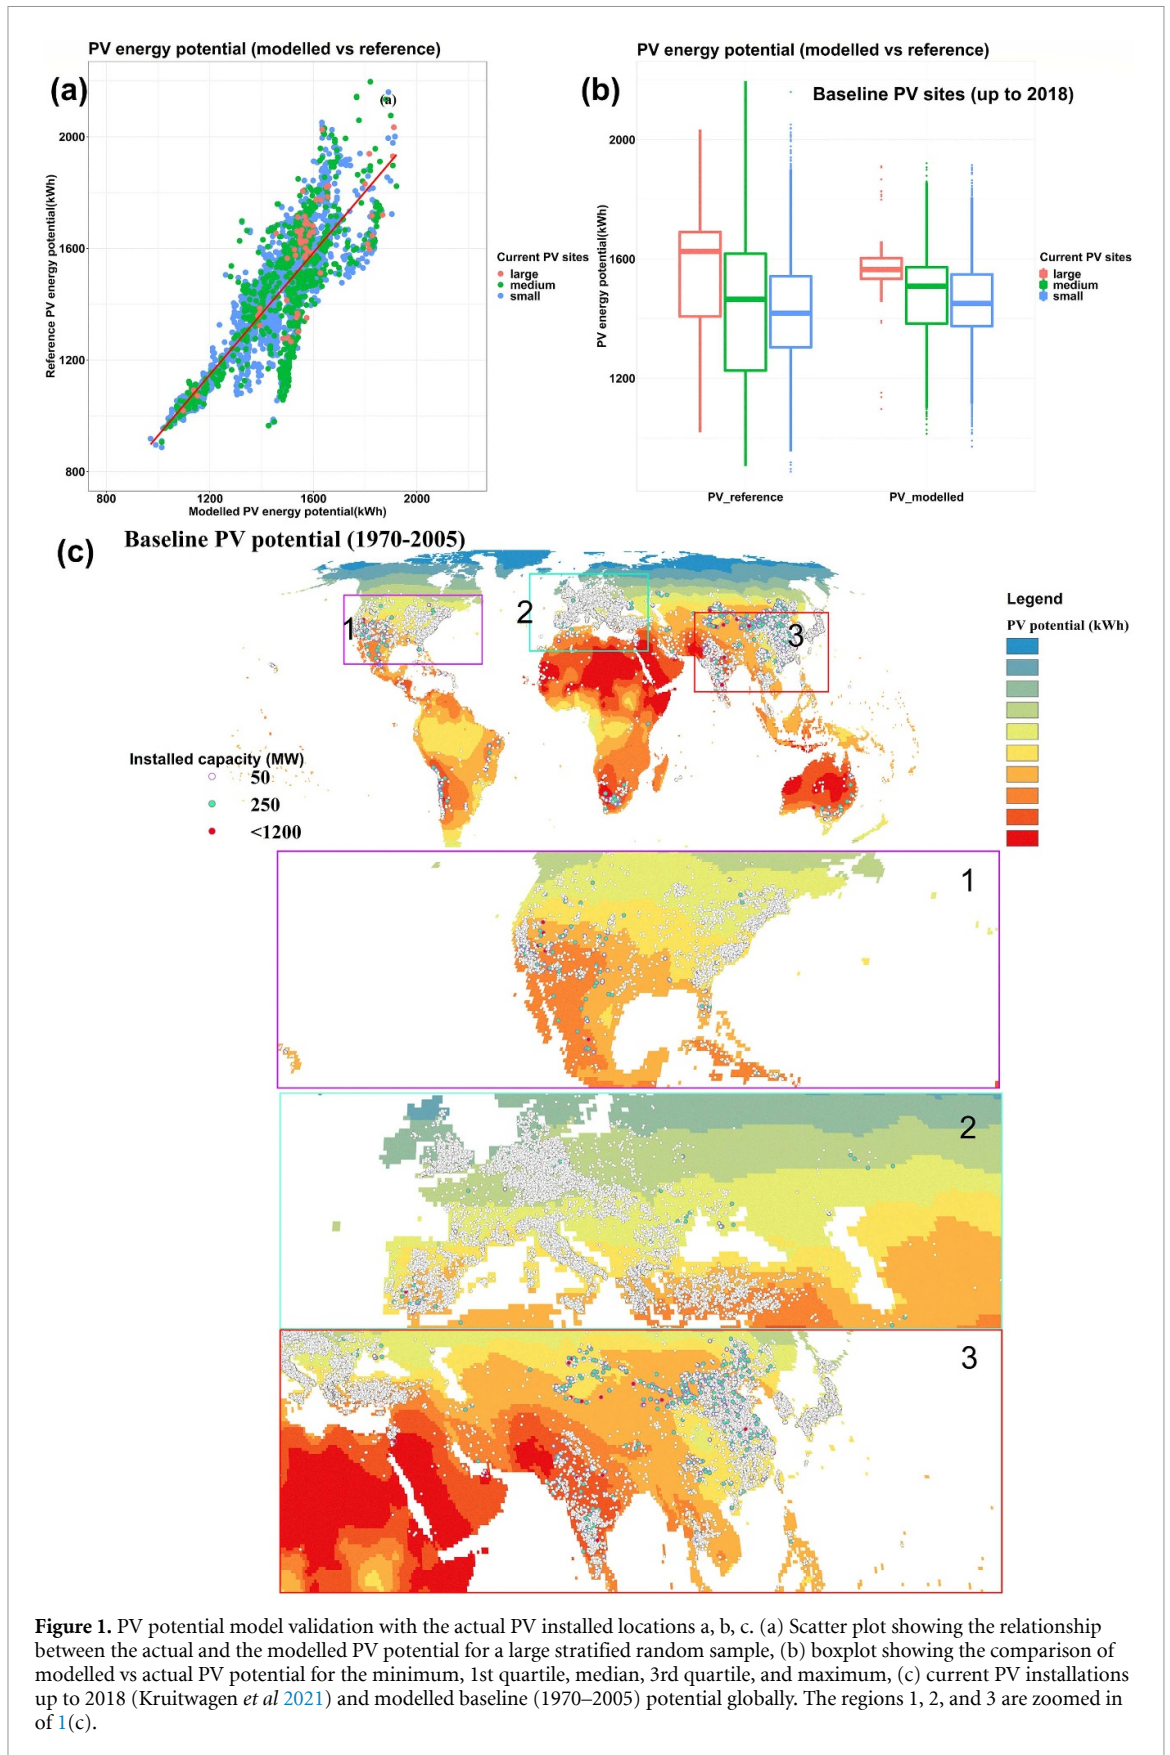 PV energy potential (modelled vs reference)
(a)
(a)
2000
1600
1200
800
Reference PV energy potential(kWh)
800 1200 1600 2000
Modelled PV energy potential(kWh)
Current PV sites
large
medium
small
PV energy potential (modelled vs reference)
(b)
Baseline PV sites (up to 2018)
2000
1600
1200
PV energy potential(kWh)
PV_reference PV_modelled
Current PV sites
large
medium
small
(c)
Baseline PV potential (1970-2005)
1
2
3
Legend
PV potential (kWh)
Installed capacity (MW)
50
250
<1200
1
2
3
Figure 1. PV potential model validation with the actual PV installed locations a, b, c. (a) Scatter plot showing the relationship
between the actual and the modelled PV potential for a large stratified random sample, (b) boxplot showing the comparison of
modelled vs actual PV potential for the minimum, 1st quartile, median, 3rd quartile, and maximum, (c) current PV installations
up to 2018 (Kruitwagen et al 2021) and modelled baseline (1970–2005) potential globally. The regions 1, 2, and 3 are zoomed in
of 1(c).